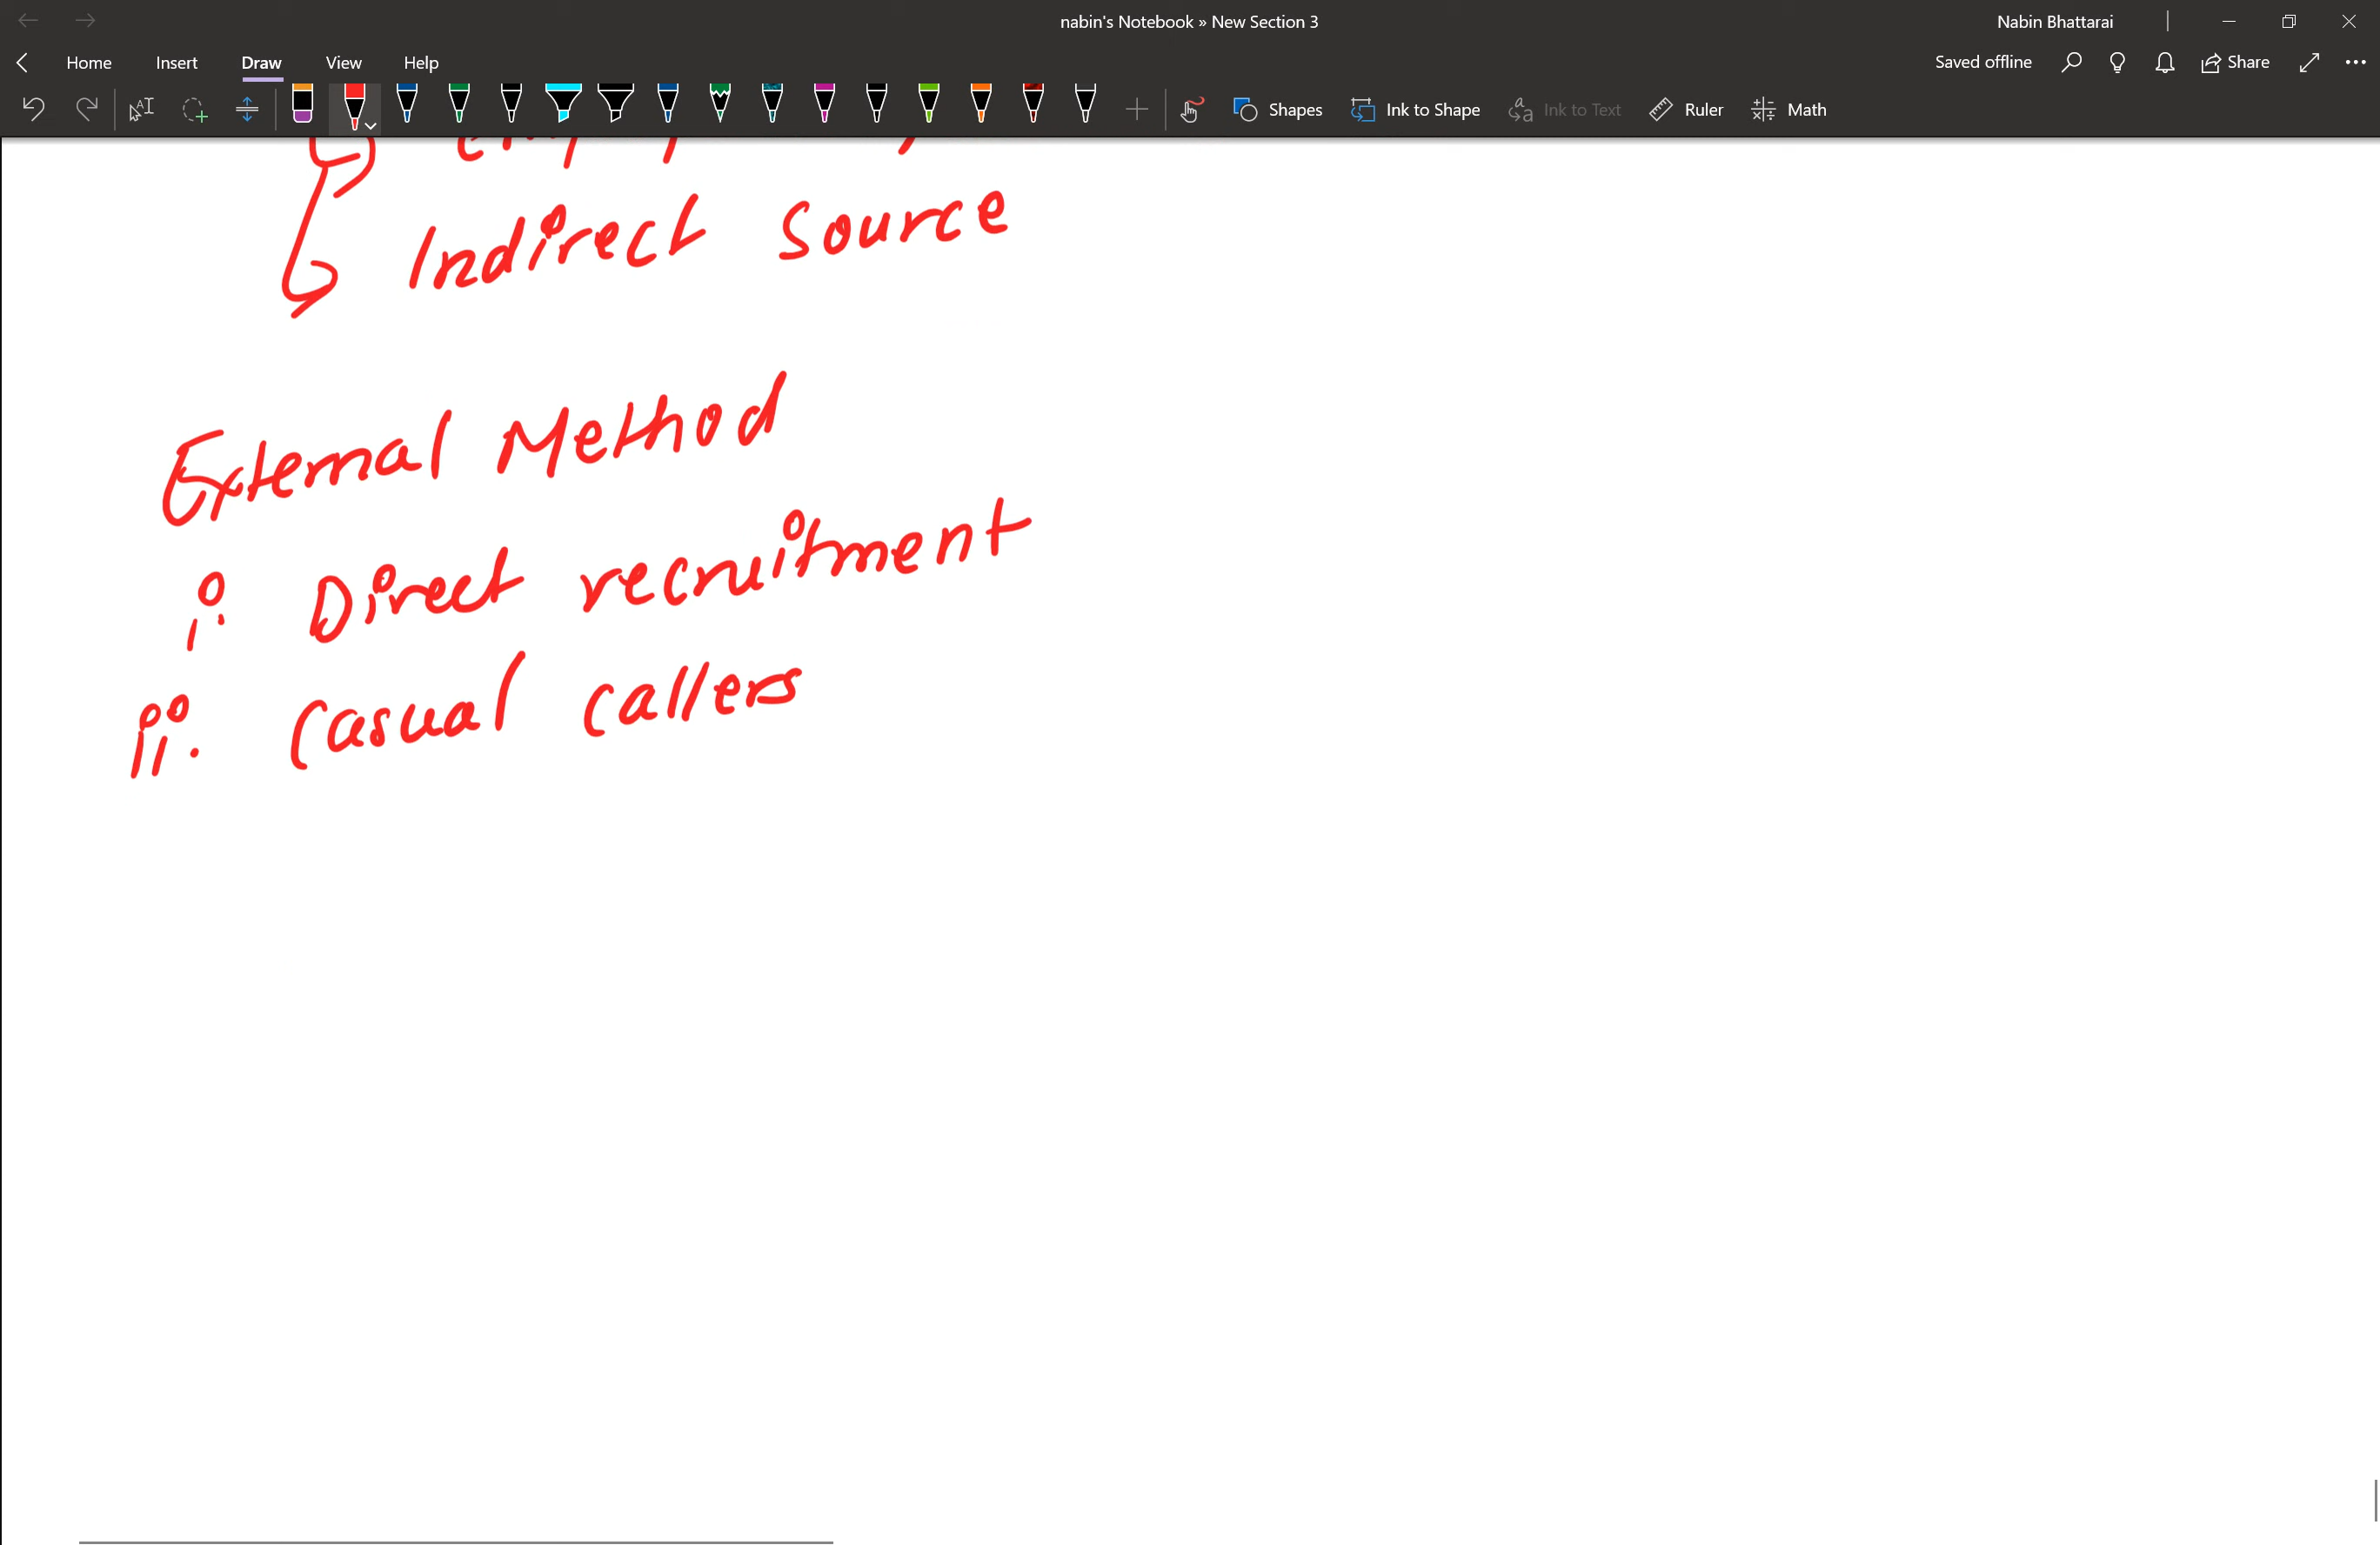 nabin's Notebook » New Section 3
Nabin Bhattarai
Home Insert Draw View Help
Saved offline Share
Shapes Ink to Shape Ink to Text Ruler Math
Indirect source
External Method
i. Direct recruitment
ii. casual callers